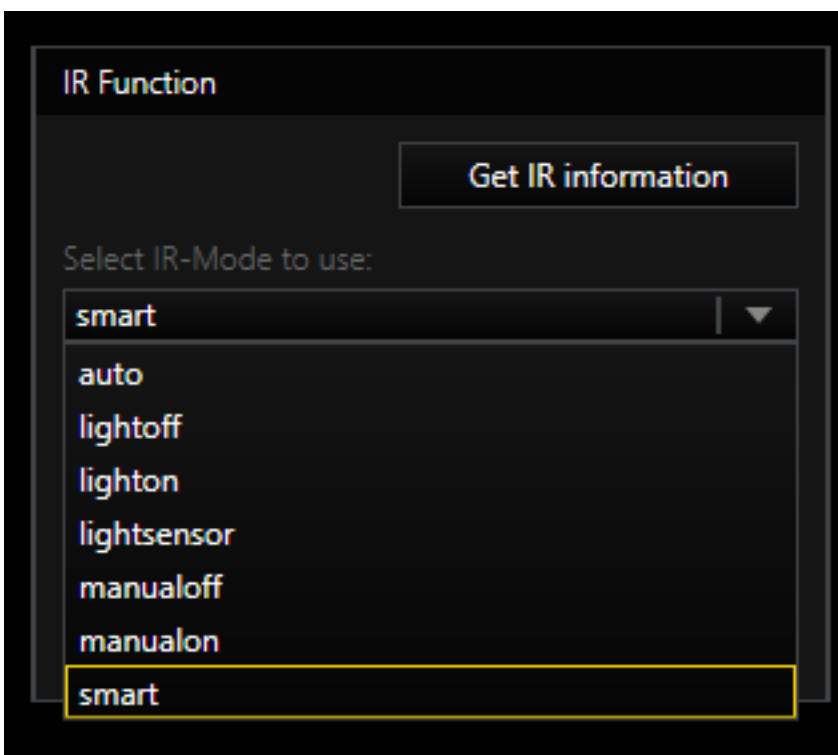 IR Function
Get IR information
Select IR-Mode to use:
smart
auto
lightoff
lighton
lightsensor
manualoff
manualon
smart